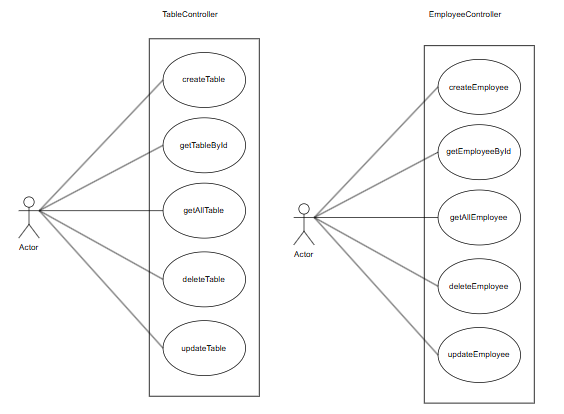 TableController
createTable
getTableById
getAllTable
deleteTable
updateTable
Actor
EmployeeController
createEmployee
getEmployeeById
getAllEmployee
deleteEmployee
updateEmployee
Actor